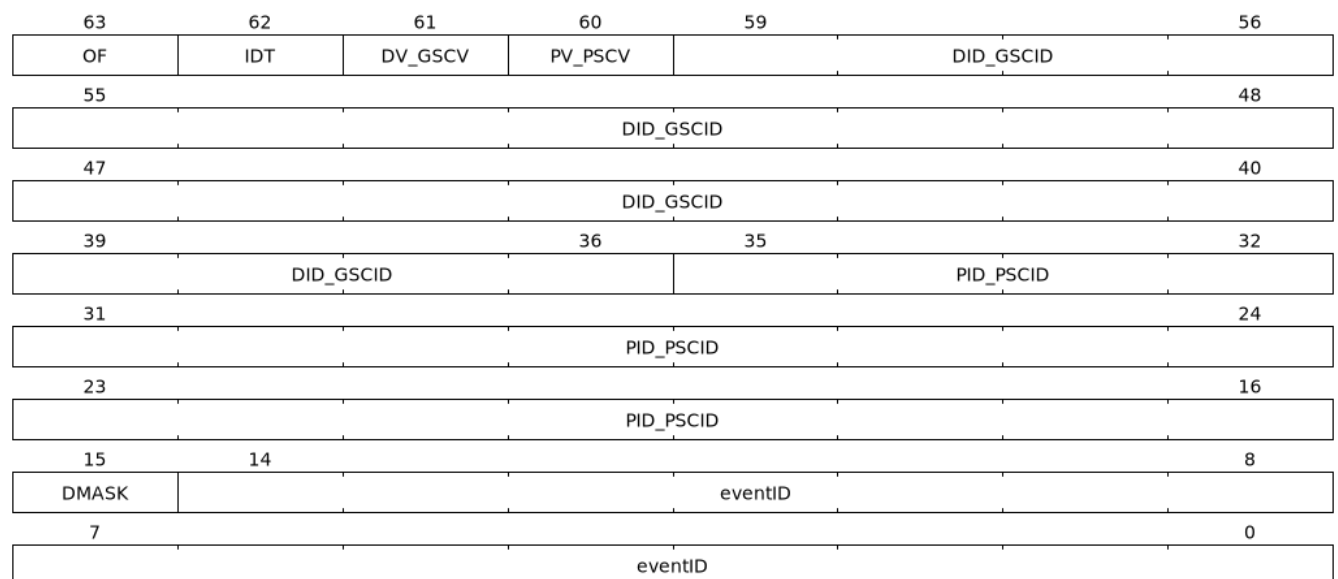 63 62 61 60 59 56
OF IDT DV_GSCV PV_PSCV DID_GSCID
55 48
DID_GSCID
47 40
DID_GSCID
39 36 35 32
DID_GSCID PID_PSCID
31 24
PID_PSCID
23 16
PID_PSCID
15 14 8
DMASK eventID
7 0
eventID